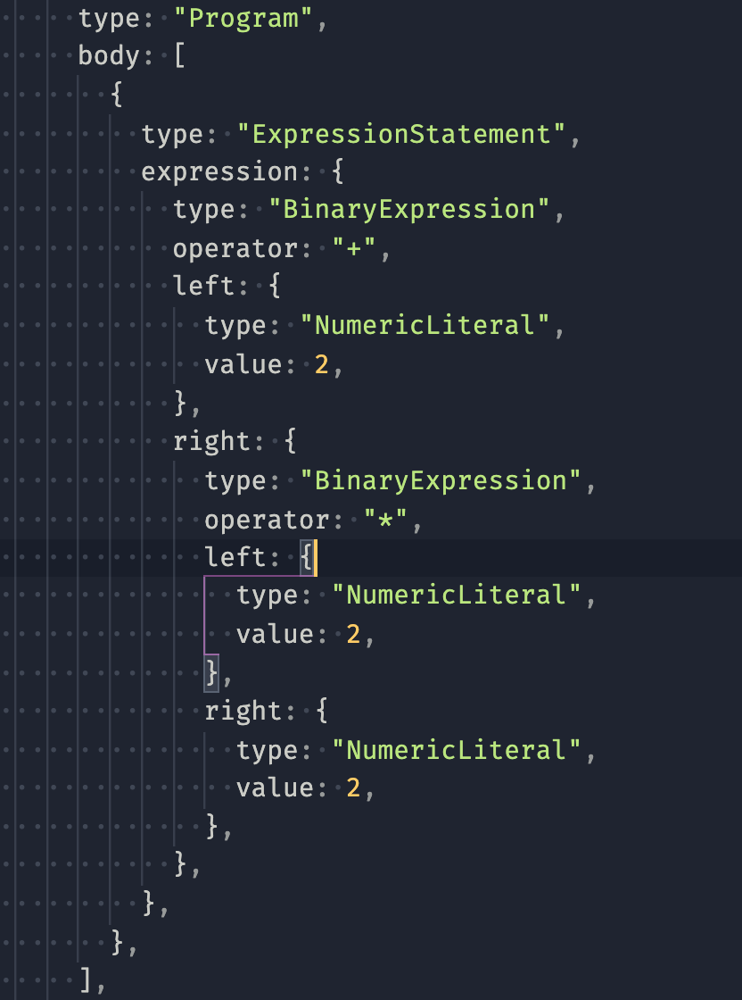 type: "Program",
body: [
{
type: "ExpressionStatement",
expression: {
type: "BinaryExpression",
operator: "+",
left: {
type: "NumericLiteral",
value: 2,
},
right: {
type: "BinaryExpression",
operator: "*",
left: {
type: "NumericLiteral",
value: 2,
},
right: {
type: "NumericLiteral",
value: 2,
},
},
},
},
],